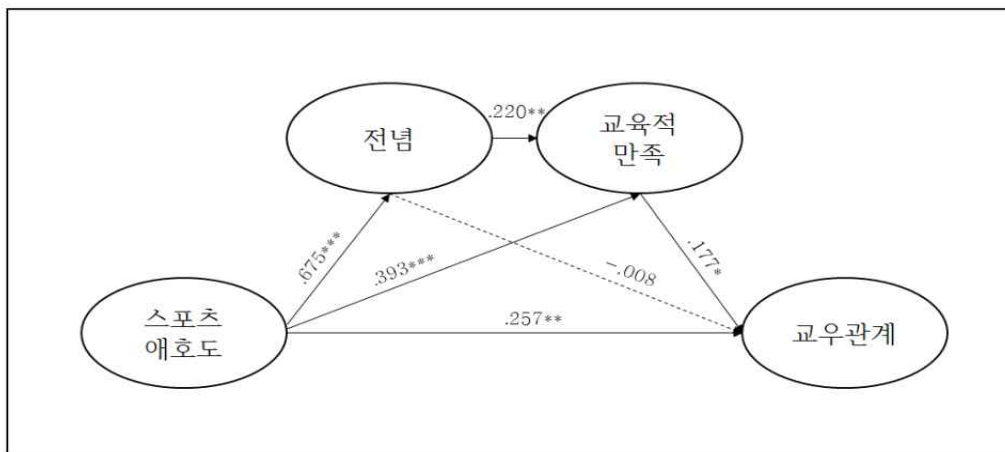 .220**
전념
교육적
만족
.675***
.393***
-.008
.177*
스포츠
애호도
.257**
교우관계